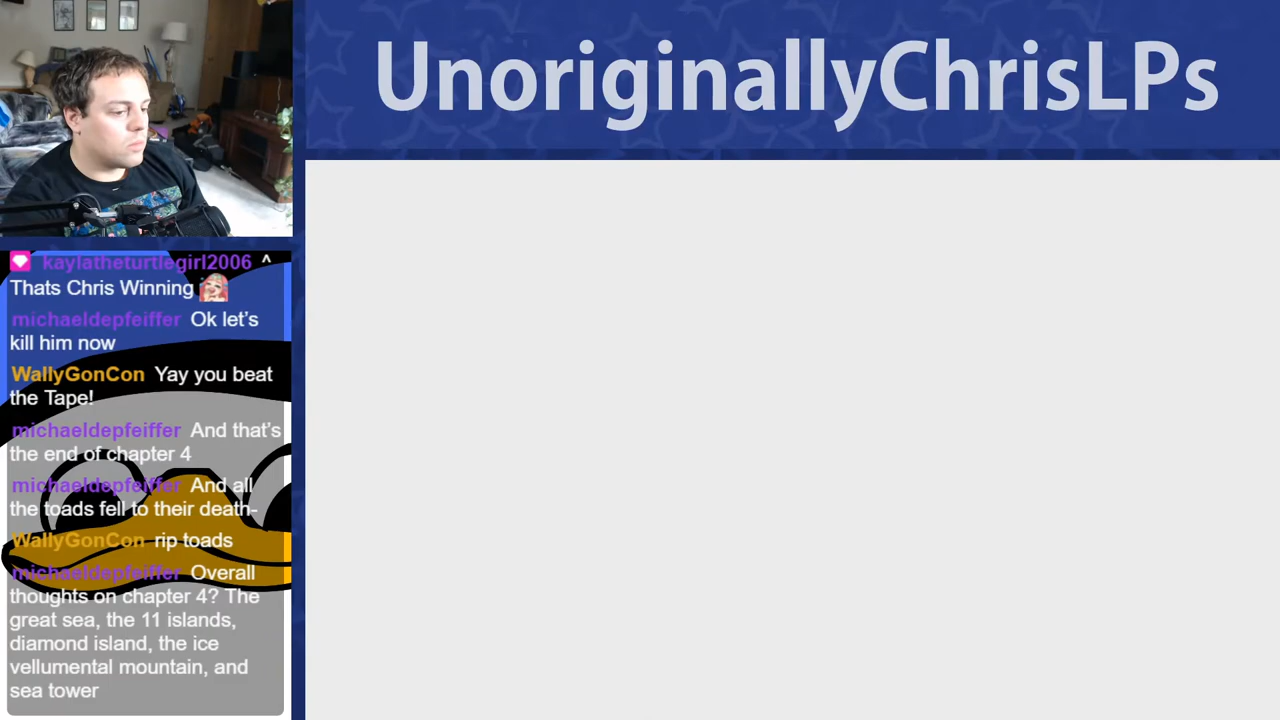 UnoriginallyChrisLPs
kaylatheturtlegirl2006 ^
Thats Chris Winning
michaeldepfeiffer Ok let's
kill him now
WallyGonCon Yay you beat
the Tape!
michaeldepfeiffer And that's
the end of chapter 4
michaeldepfeiffer And all
the toads fell to their death-
WallyGonCon rip toads
michaeldepfeiffer Overall
thoughts on chapter 4? The
great sea, the 11 islands,
diamond island, the ice
vellumental mountain, and
sea tower